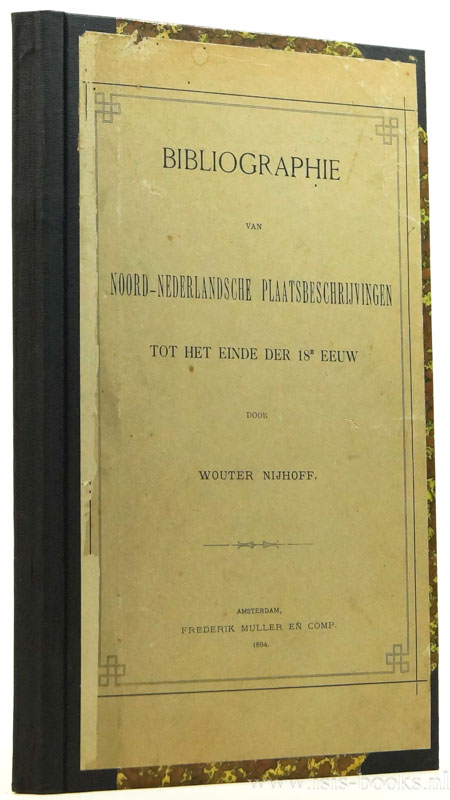 BIBLIOGRAPHIE
VAN
NOORD-NEDERLANDSCHE PLAATSBESCHRIJVINGEN
TOT HET EINDE DER 18E EEUW
DOOR
WOUTER NIJHOFF.
AMSTERDAM,
FREDERIK MULLER EN COMP.
1894.
www.isis-books.nl